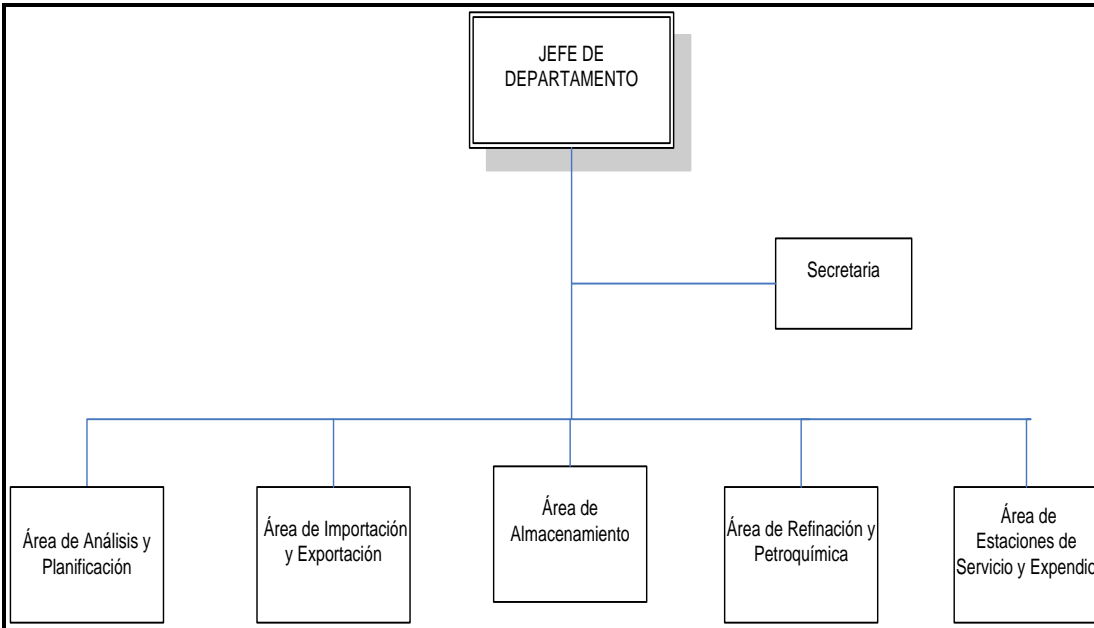 JEFE DE
DEPARTAMENTO
Secretaria
Área de Análisis y
Planificación
Área de Importación
y Exportación
Área de
Almacenamiento
Área de Refinación y
Petroquímica
Área de
Estaciones de
Servicio y Expendio